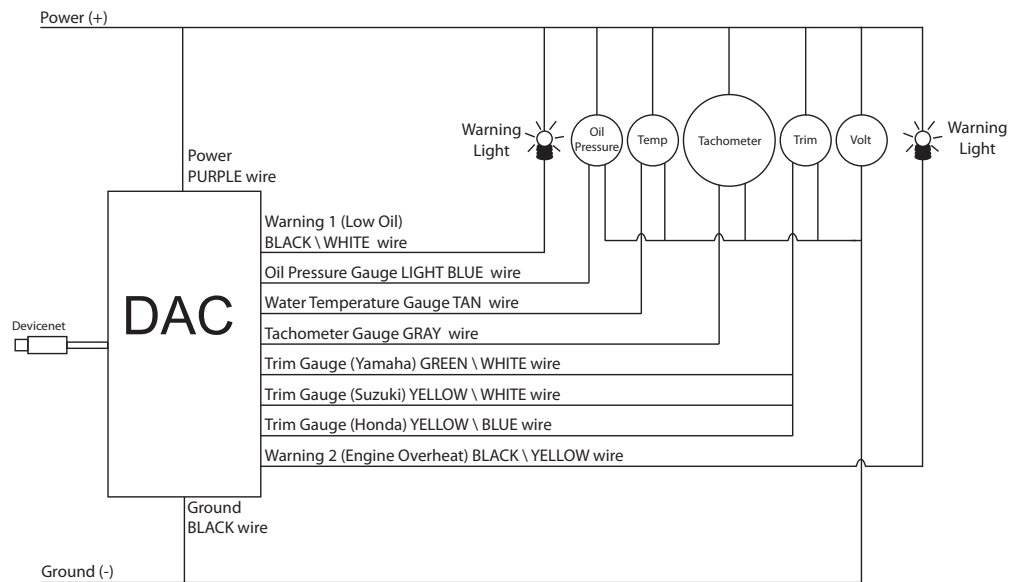 Power (+)
Warning
Light
Oil
Pressure
Temp
Tachometer
Trim
Volt
Warning
Light
Power
PURPLE wire
Warning 1 (Low Oil)
BLACK \ WHITE wire
Oil Pressure Gauge LIGHT BLUE wire
DAC
Water Temperature Gauge TAN wire
Devicenet
Tachometer Gauge GRAY wire
Trim Gauge (Yamaha) GREEN \ WHITE wire
Trim Gauge (Suzuki) YELLOW \ WHITE wire
Trim Gauge (Honda) YELLOW \ BLUE wire
Warning 2 (Engine Overheat) BLACK \ YELLOW wire
Ground
BLACK wire
Ground (-)